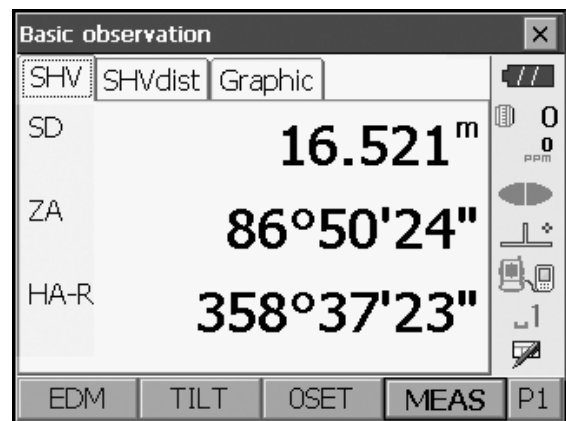 Basic observation ×
SHV SHVdist Graphic
SD 16.521 m
ZA 86°50'24"
HA-R 358°37'23"
0
0
PPM
1
EDM TILT 0SET MEAS P1